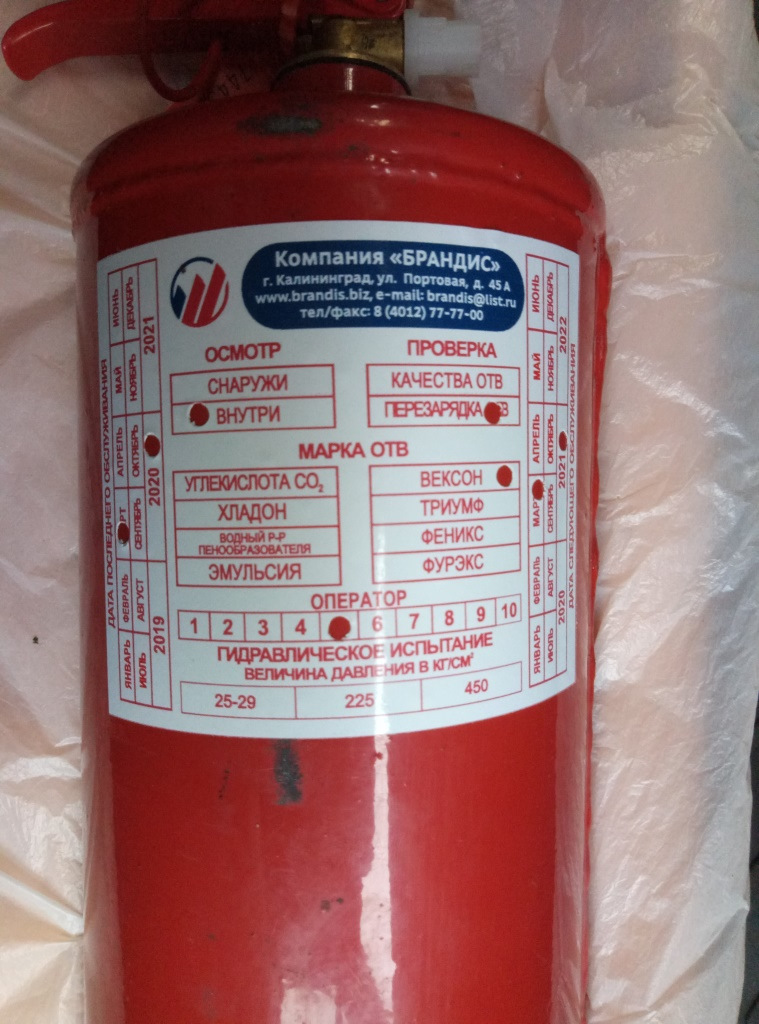 Компания «БРАНДИС»
г. Калининград, ул. Портовая, д. 45 А
www.brandis.biz, e-mail: brandis@list.ru
тел/факс: 8 (4012) 77-77-00
ОСМОТР
СНАРУЖИ
ВНУТРИ
ПРОВЕРКА
КАЧЕСТВА ОТВ
ПЕРЕЗАРЯДКА
МАРКА ОТВ
УГЛЕКИСЛОТА СО2
ХЛАДОН
ВОДНЫЙ Р-Р
ПЕНООБРАЗОВАТЕЛЯ
ЭМУЛЬСИЯ
ВЕКСОН
ТРИУМФ
ФЕНИКС
ФУРЭКС
ОПЕРАТОР
1 2 3 4 6 7 8 9 10
ГИДРАВЛИЧЕСКОЕ ИСПЫТАНИЕ
ВЕЛИЧИНА ДАВЛЕНИЯ В КГ/СМ²
25-29 225 450
ДАТА ПОСЛЕДНЕГО ОБСЛУЖИВАНИЯ
ЯНВАРЬ ФЕВРАЛЬ АПРЕЛЬ МАЙ ИЮНЬ
ИЮЛЬ АВГУСТ СЕНТЯБРЬ ОКТЯБРЬ НОЯБРЬ ДЕКАБРЬ
2019 2020 2021
ЯНВАРЬ ФЕВРАЛЬ МАРТ АПРЕЛЬ МАЙ ИЮНЬ
ИЮЛЬ АВГУСТ СЕНТЯБРЬ ОКТЯБРЬ НОЯБРЬ ДЕКАБРЬ
2020 2021 2022
ДАТА СЛЕДУЮЩЕГО ОБСЛУЖИВАНИЯ